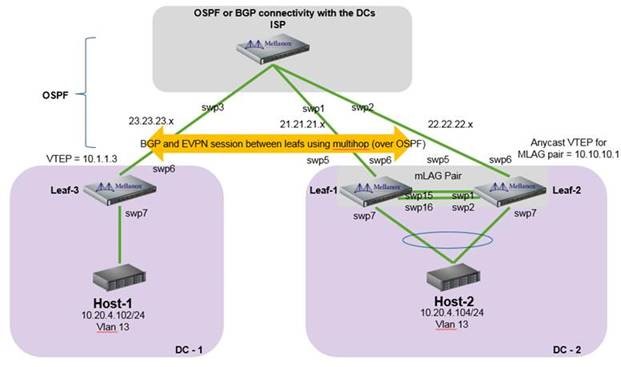 OSPF or BGP connectivity with the DCs
ISP
Mellanox
OSPF
swp3
swp1
swp2
23.23.23.x
21.21.21.x
22.22.22.x
BGP and EVPN session between leafs using multihop (over OSPF)
Anycast VTEP for
MLAG pair = 10.10.10.1
VTEP = 10.1.1.3
swp6
swp5
swp6
swp5
swp6
mLAG Pair
Leaf-3
Mellanox
Leaf-1
Mellanox
Mellanox
Leaf-2
swp15
swp1
swp16
swp2
swp7
swp7
swp7
Host-1
10.20.4.102/24
Vlan 13
Host-2
10.20.4.104/24
Vlan 13
DC - 1
DC - 2